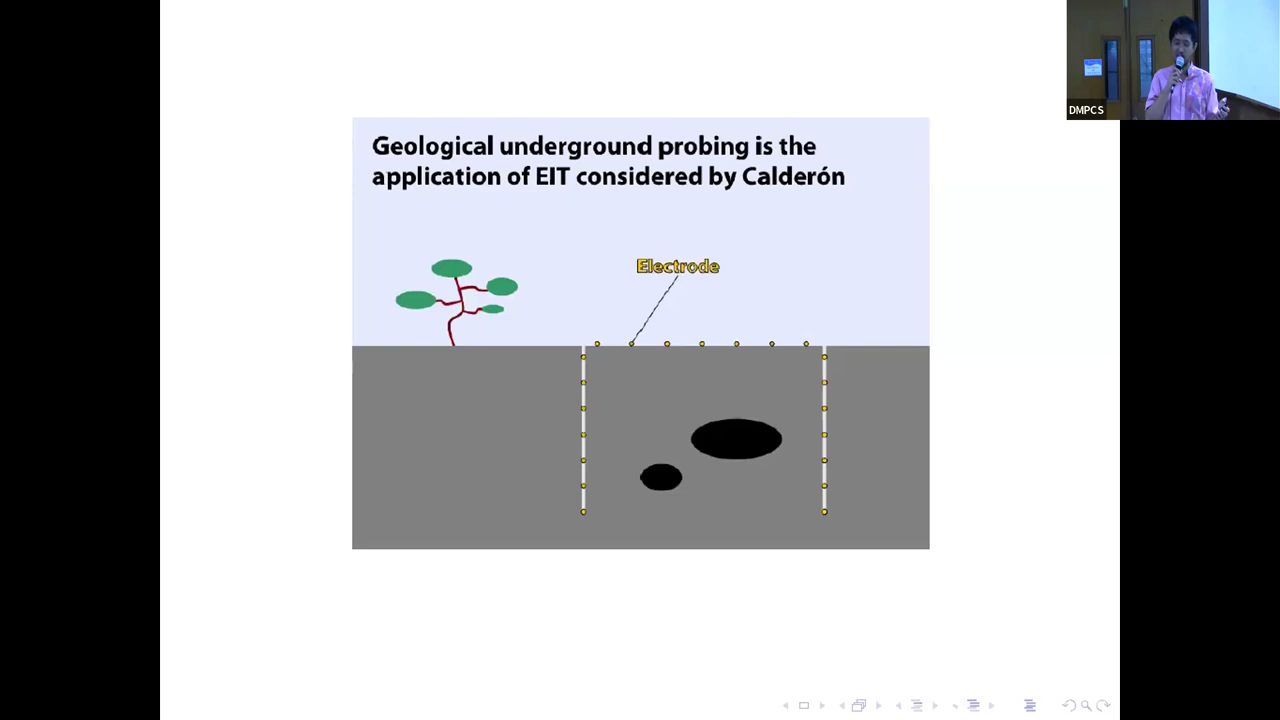 Geological underground probing is the
application of EIT considered by Calderón
Electrode
DMPCS